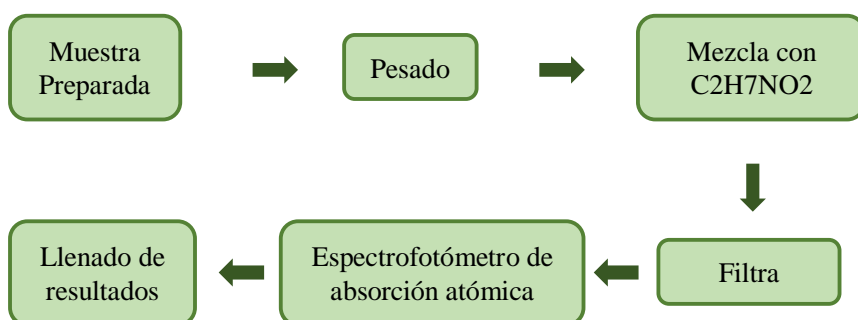 Muestra
Preparada
Pesado
Mezcla con
C2H7NO2
Filtra
Espectrofotómetro de
absorción atómica
Llenado de
resultados